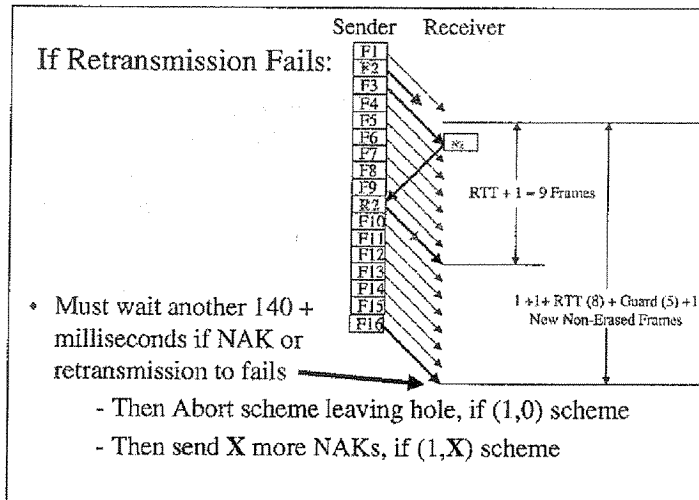 Sender Receiver
If Retransmission Fails:
F1
F2
F3
F4
F5
F6
F7
F8
F9
R2
F10
F11
F12
F13
F14
F15
F16
RTT + 1 = 9 Frames
1 +1+ RTT (8) + Guard (5) +1
New Non-Erased Frames
• Must wait another 140 +
milliseconds if NAK or
retransmission to fails
- Then Abort scheme leaving hole, if (1,0) scheme
- Then send X more NAKs, if (1,X) scheme